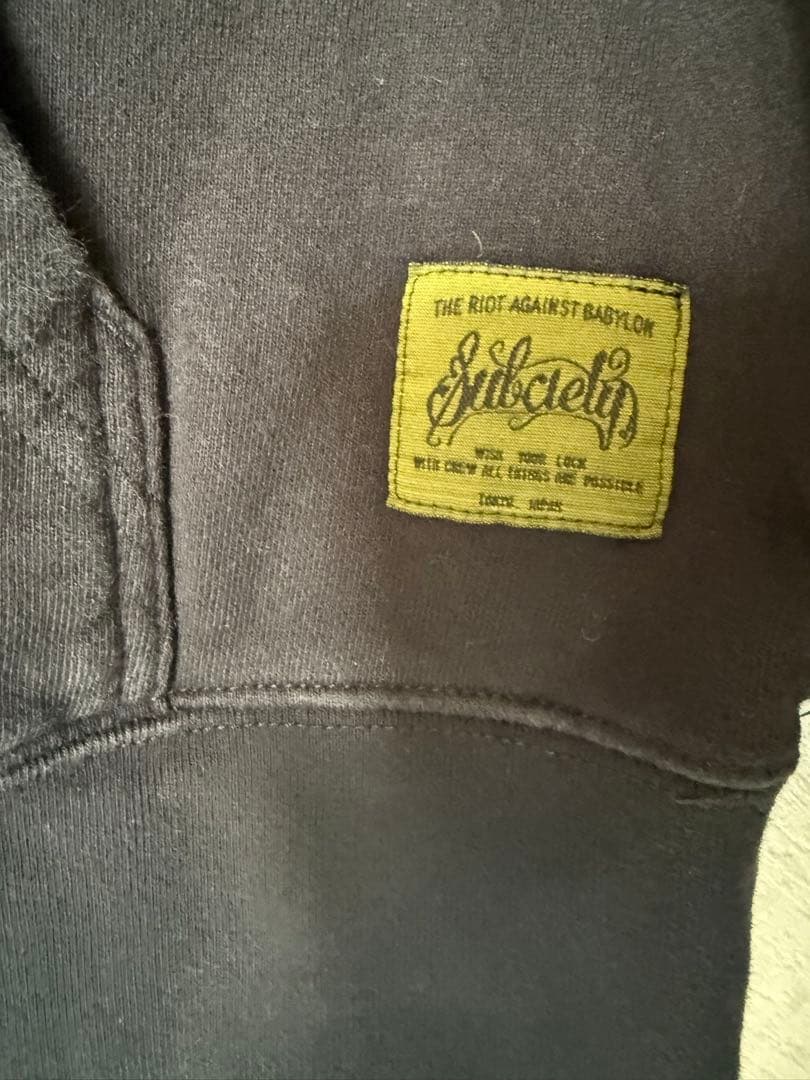 THE RIOT AGAINST BABYLON
Subciety
WISH YOUR LUCK
WITH CREW ALL THINGS ARE POSSIBLE
TOKYO JAPAN